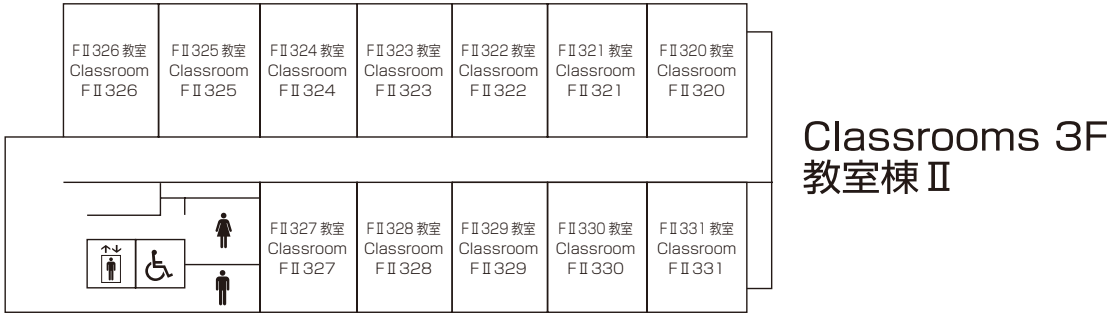 FⅡ326 教室
Classroom
FⅡ326
FⅡ325 教室
Classroom
FⅡ325
FⅡ324 教室
Classroom
FⅡ324
FⅡ323 教室
Classroom
FⅡ323
FⅡ322 教室
Classroom
FⅡ322
FⅡ321 教室
Classroom
FⅡ321
FⅡ320 教室
Classroom
FⅡ320
Classrooms 3F
教室棟Ⅱ
FⅡ327 教室
Classroom
FⅡ327
FⅡ328 教室
Classroom
FⅡ328
FⅡ329 教室
Classroom
FⅡ329
FⅡ330 教室
Classroom
FⅡ330
FⅡ331 教室
Classroom
FⅡ331